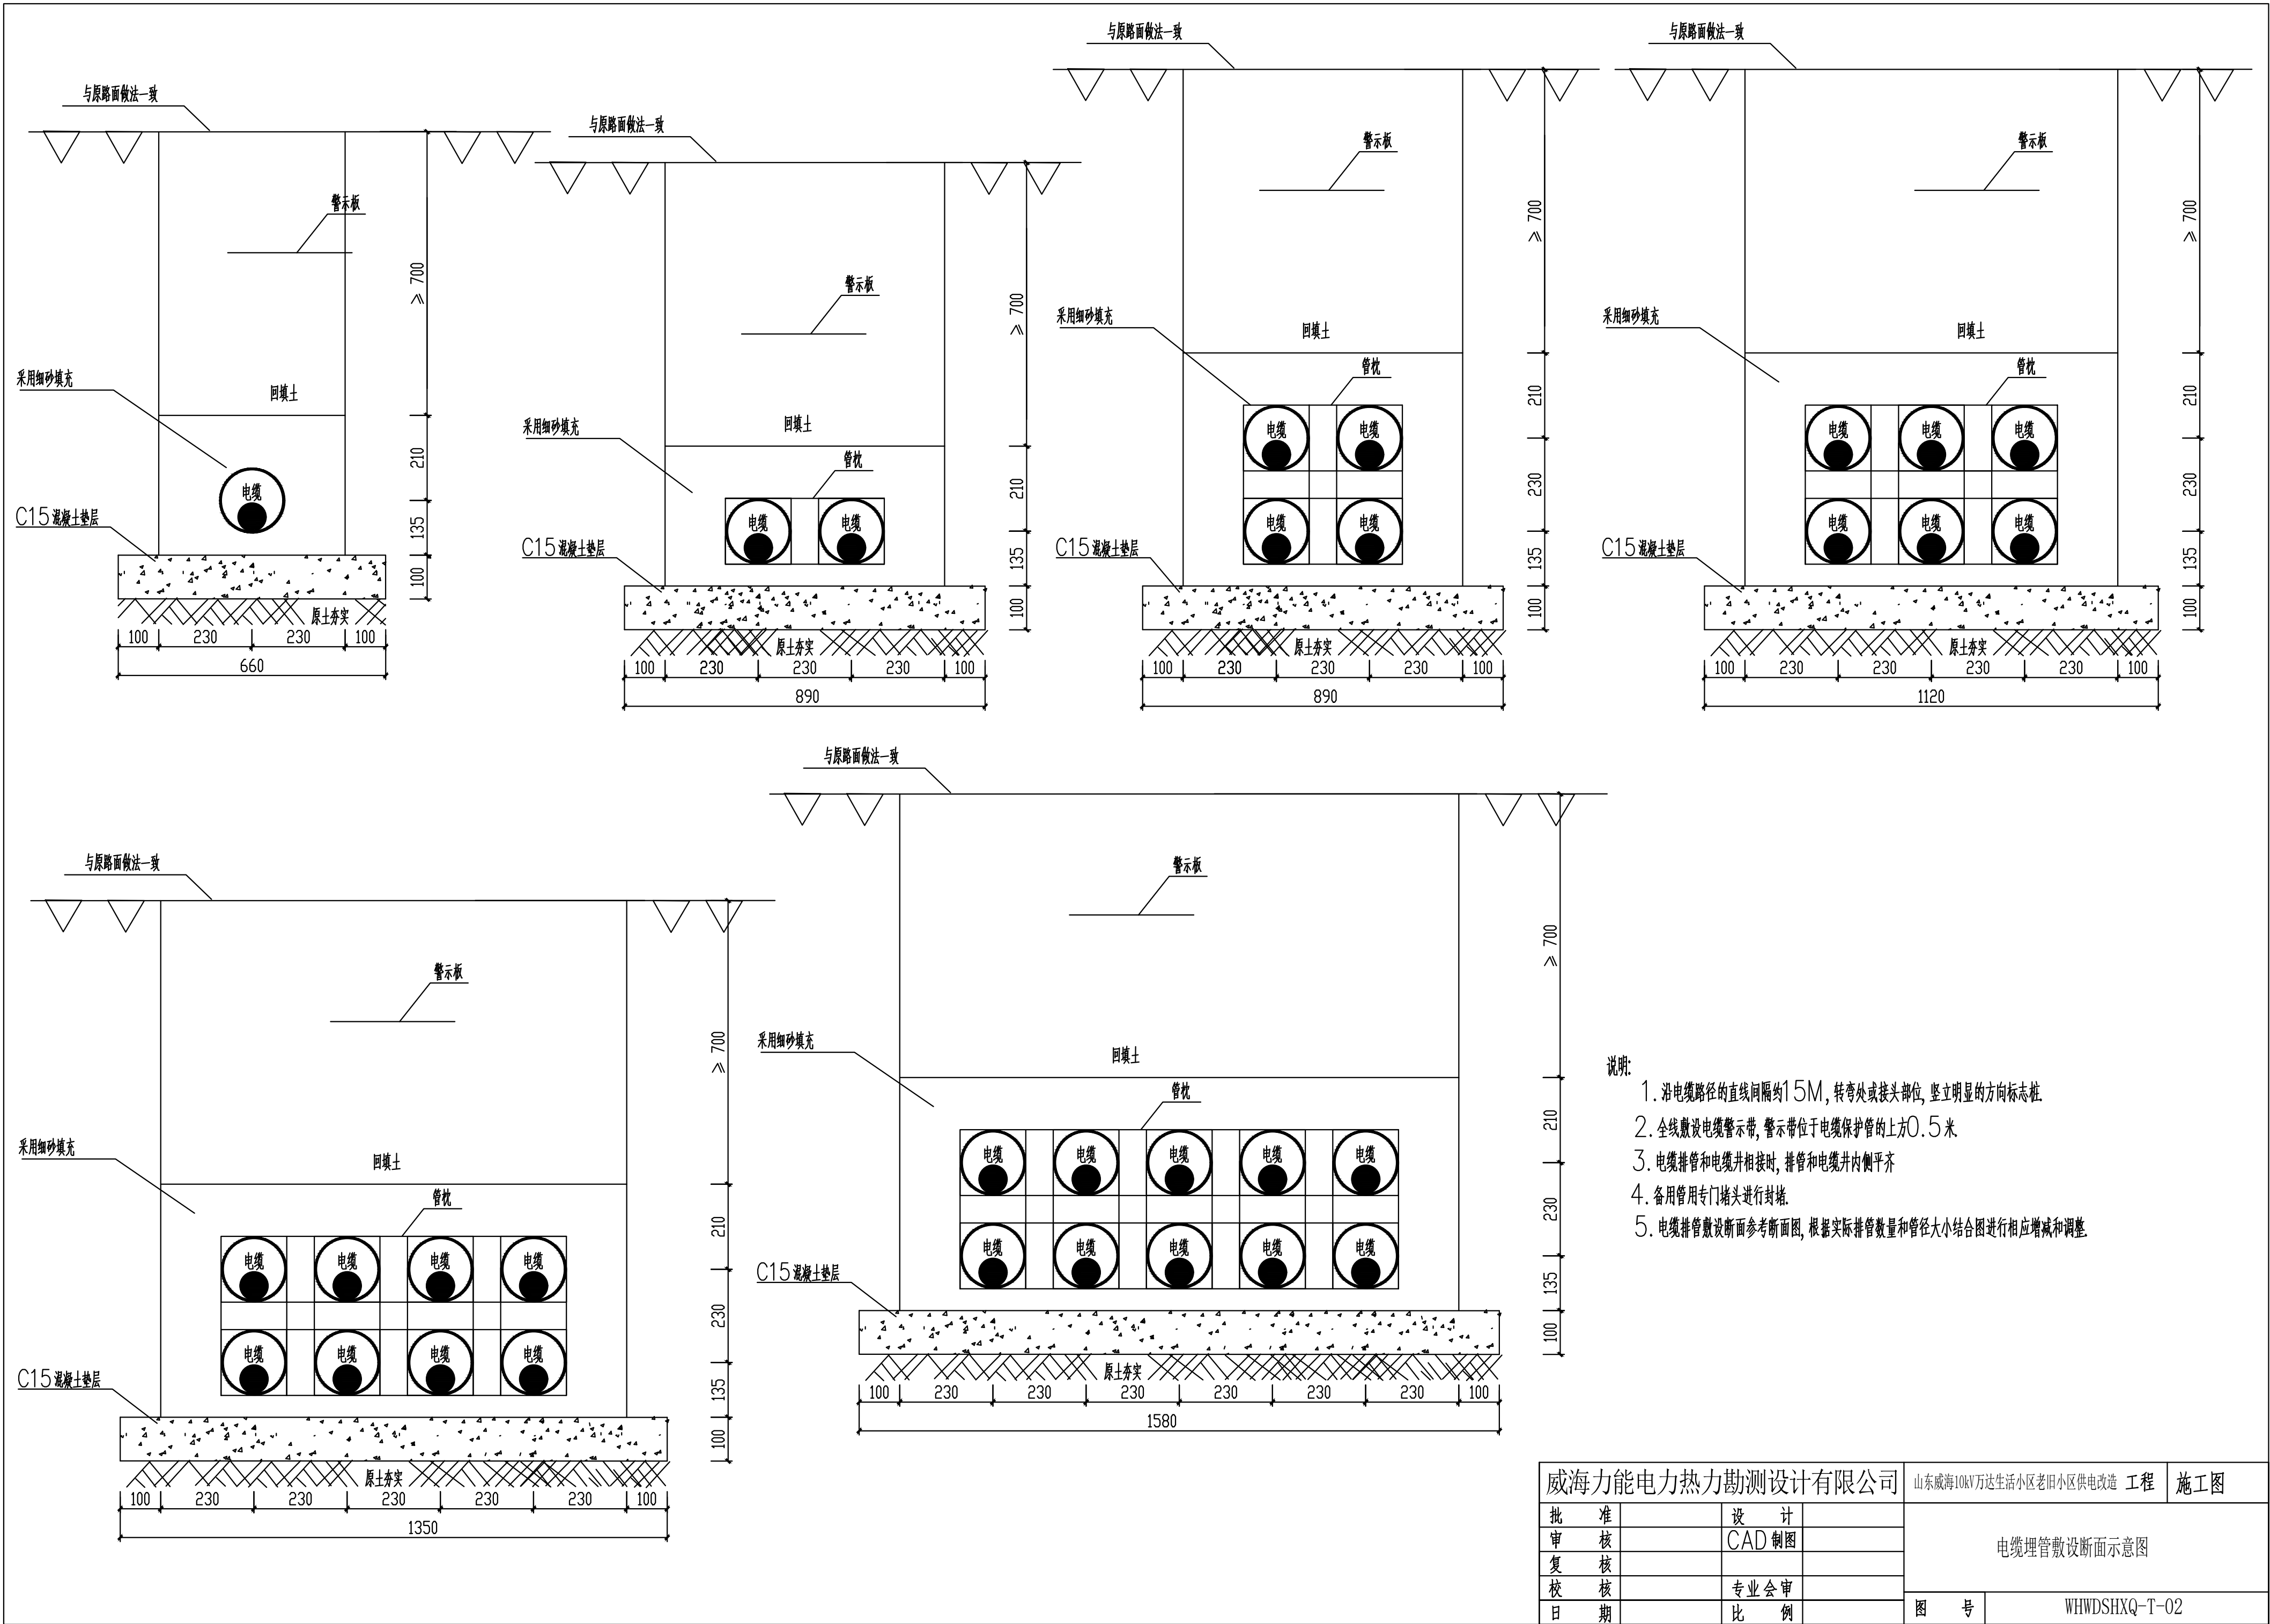 与原路面做法一致
警示板
≥ 700
采用细砂填充
回填土
210
电缆
C15混凝土垫层
135
100
原土夯实
100 230 230 100
660
与原路面做法一致
警示板
≥ 700
回填土
采用细砂填充
管枕
210
电缆 电缆
C15混凝土垫层
135
100
原土夯实
100 230 230 230 100
890
与原路面做法一致
警示板
≥ 700
采用细砂填充
回填土
管枕
210
电缆 电缆
230
电缆 电缆
C15混凝土垫层
135
100
原土夯实
100 230 230 230 100
890
与原路面做法一致
警示板
≥ 700
采用细砂填充
回填土
管枕
210
电缆 电缆 电缆
230
电缆 电缆 电缆
C15混凝土垫层
135
100
原土夯实
100 230 230 230 230 100
1120
与原路面做法一致
警示板
≥ 700
采用细砂填充
回填土
管枕
210
电缆 电缆 电缆 电缆
230
电缆 电缆 电缆 电缆
C15混凝土垫层
135
100
原土夯实
100 230 230 230 230 230 100
1350
与原路面做法一致
警示板
≥ 700
采用细砂填充
回填土
管枕
210
电缆 电缆 电缆 电缆 电缆
230
电缆 电缆 电缆 电缆 电缆
C15混凝土垫层
135
100
原土夯实
100 230 230 230 230 230 230 100
1580
说明:
1.沿电缆路径的直线间隔约15M,转弯处或接头部位,竖立明显的方向标志桩.
2.全线敷设电缆警示带,警示带位于电缆保护管的上方0.5米.
3.电缆排管和电缆井相接时,排管和电缆井内侧平齐
4.备用管用专门堵头进行封堵.
5.电缆排管敷设断面参考断面图,根据实际排管数量和管径大小结合图进行相应增减和调整.
威海力能电力热力勘测设计有限公司 山东威海10kV万达生活小区老旧小区供电改造 工程 施工图
批 准 设 计
审 核 CAD制图
复 核
校 核 专业会审
日 期 比 例
电缆埋管敷设断面示意图
图 号 WHWDSHXQ-T-02